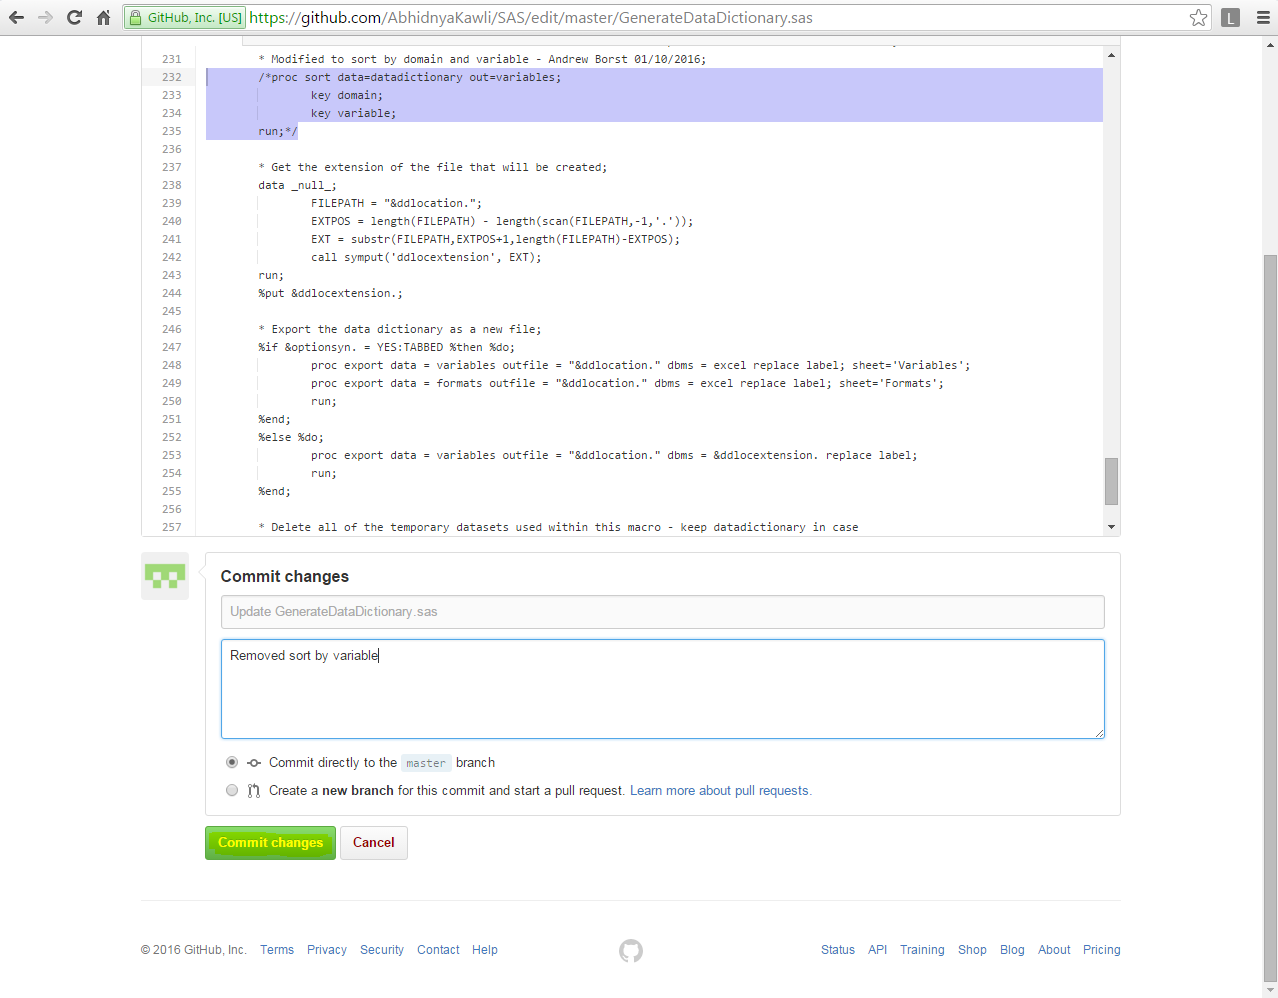 GitHub, Inc. [US] https://github.com/AbhidnyaKawli/SAS/edit/master/GenerateDataDictionary.sas L
231 * Modified to sort by domain and variable - Andrew Borst 01/10/2016;
232 /*proc sort data=datadictionary out=variables;
233 key domain;
234 key variable;
235 run;*/
236
237 * Get the extension of the file that will be created;
238 data _null_;
239 FILEPATH = "&ddlocation.";
240 EXTPOS = length(FILEPATH) - length(scan(FILEPATH,-1,'.'));
241 EXT = substr(FILEPATH,EXTPOS+1,length(FILEPATH)-EXTPOS);
242 call symput('ddlocextension', EXT);
243 run;
244 %put &ddlocextension.;
245
246 * Export the data dictionary as a new file;
247 %if &optionsyn. = YES:TABBED %then %do;
248 proc export data = variables outfile = "&ddlocation." dbms = excel replace label; sheet='Variables';
249 proc export data = formats outfile = "&ddlocation." dbms = excel replace label; sheet='Formats';
250 run;
251 %end;
252 %else %do;
253 proc export data = variables outfile = "&ddlocation." dbms = &ddlocextension. replace label;
254 run;
255 %end;
256
257 * Delete all of the temporary datasets used within this macro - keep datadictionary in case
Commit changes
Update GenerateDataDictionary.sas
Removed sort by variable
Commit directly to the master branch
Create a new branch for this commit and start a pull request. Learn more about pull requests.
Commit changes Cancel
© 2016 GitHub, Inc. Terms Privacy Security Contact Help Status API Training Shop Blog About Pricing